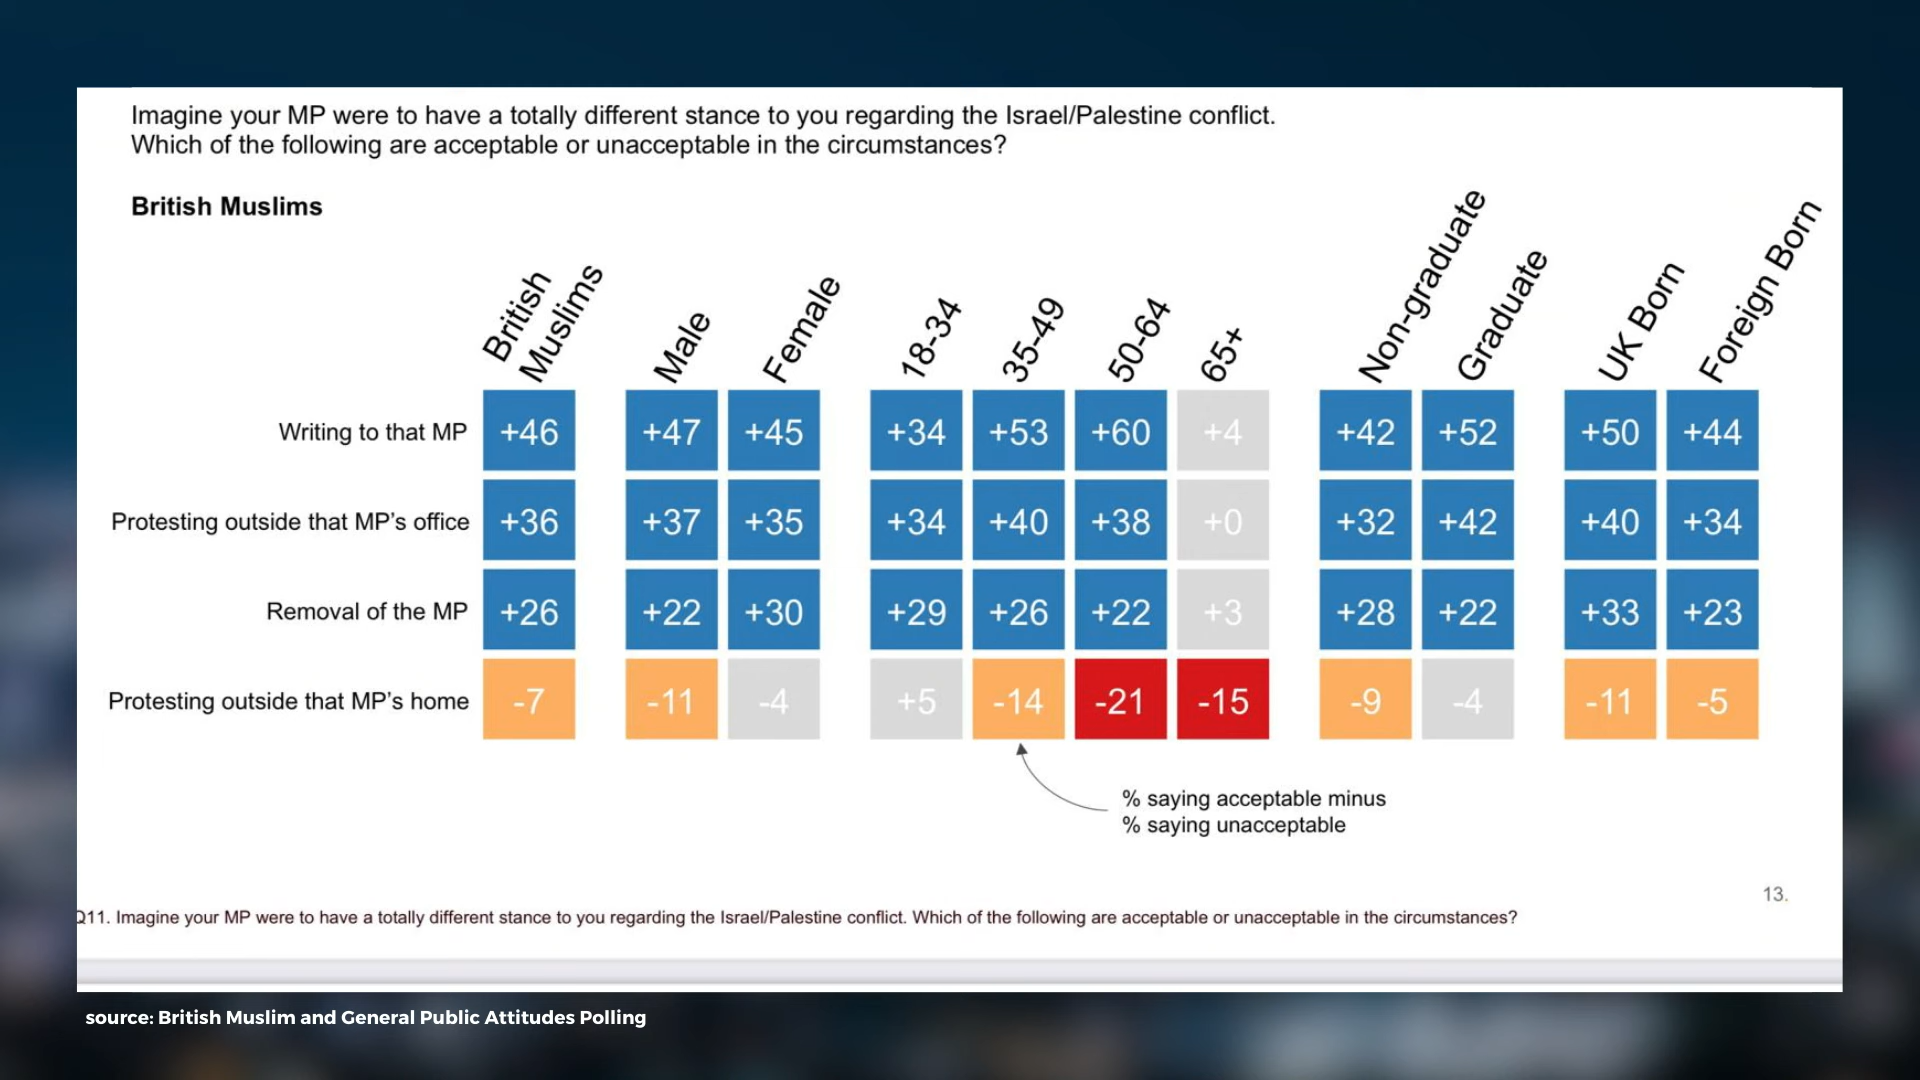 Imagine your MP were to have a totally different stance to you regarding the Israel/Palestine conflict.
Which of the following are acceptable or unacceptable in the circumstances?
British Muslims
British Muslims Male Female 18-34 35-49 50-64 65+ Non-graduate Graduate UK Born Foreign Born
Writing to that MP +46 +47 +45 +34 +53 +60 +4 +42 +52 +50 +44
Protesting outside that MP's office +36 +37 +35 +34 +40 +38 +0 +32 +42 +40 +34
Removal of the MP +26 +22 +30 +29 +26 +22 +3 +28 +22 +33 +23
Protesting outside that MP's home -7 -11 -4 +5 -14 -21 -15 -9 -4 -11 -5
% saying acceptable minus
% saying unacceptable
13.
Q11. Imagine your MP were to have a totally different stance to you regarding the Israel/Palestine conflict. Which of the following are acceptable or unacceptable in the circumstances?
source: British Muslim and General Public Attitudes Polling